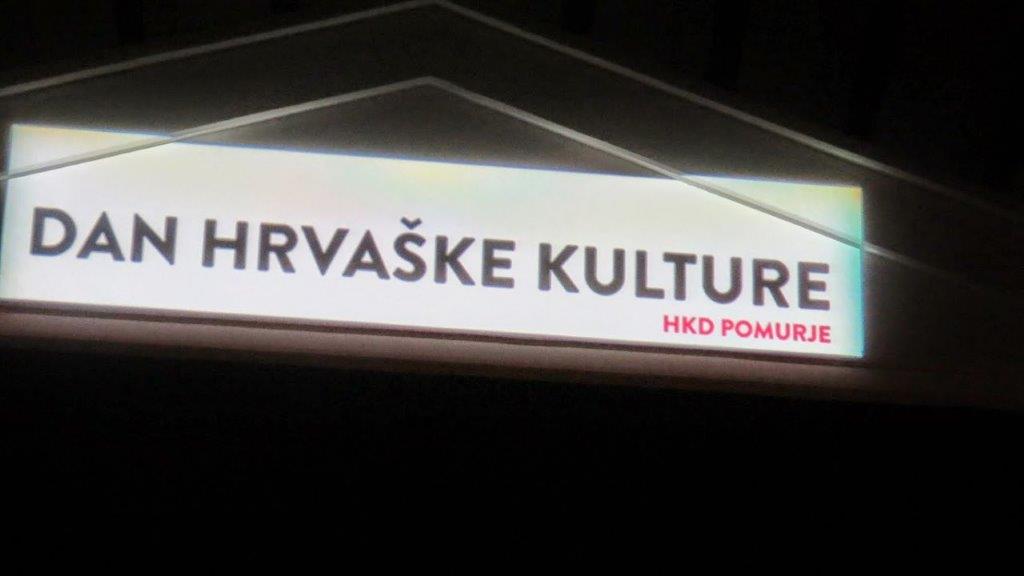 DAN HRVAŠKE KULTURE
HKD POMURJE